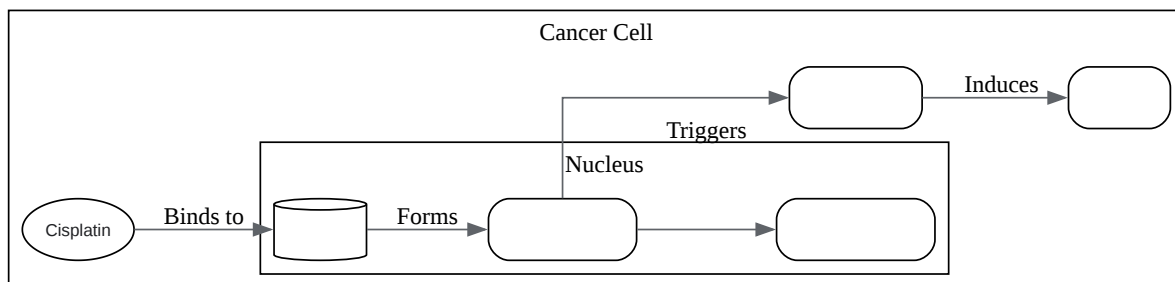 Cancer Cell
Induces
Triggers
Nucleus
Cisplatin
Binds to
Forms